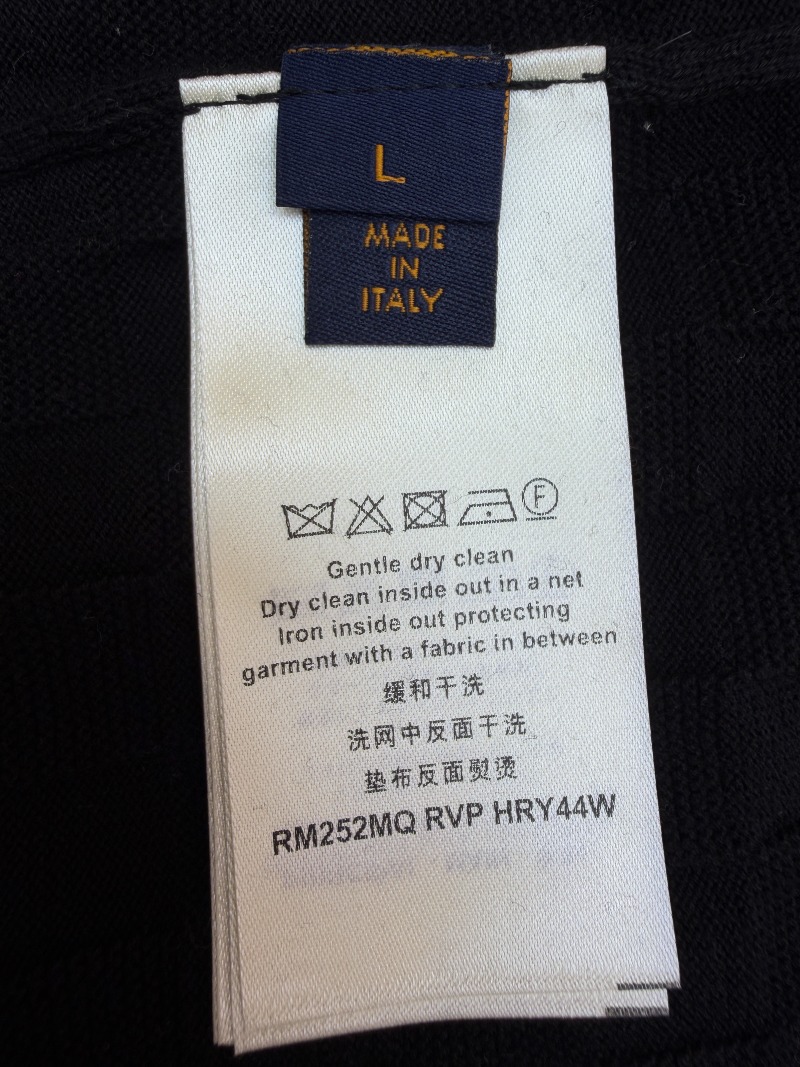 L
MADE
IN
ITALY
F
Gentle dry clean
Dry clean inside out in a net
Iron inside out protecting
garment with a fabric in between
缓和干洗
洗网中反面干洗
垫布反面熨烫
RM252MQ RVP HRY44W